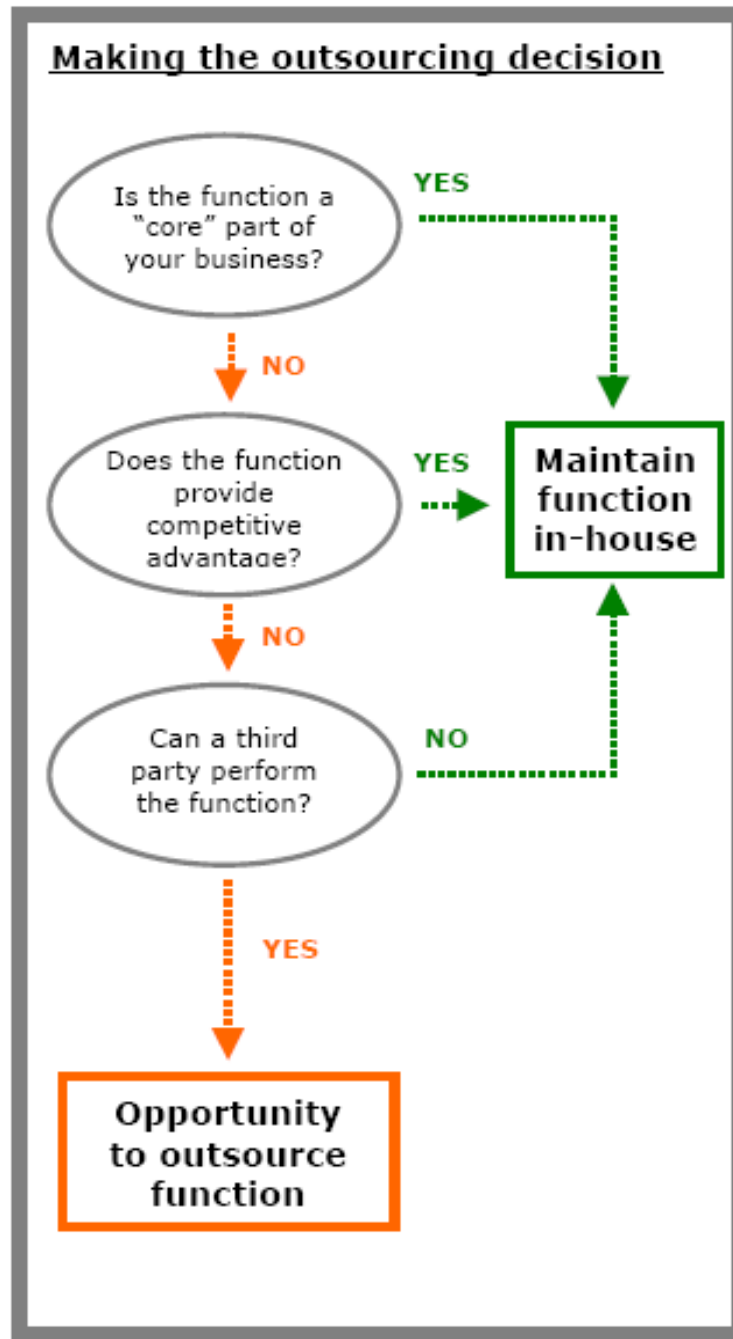 Making the outsourcing decision
Is the function a
“core” part of
your business?
YES
NO
Does the function
provide
competitive
advantage?
YES
Maintain
function
in-house
NO
Can a third
party perform
the function?
NO
YES
Opportunity
to outsource
function